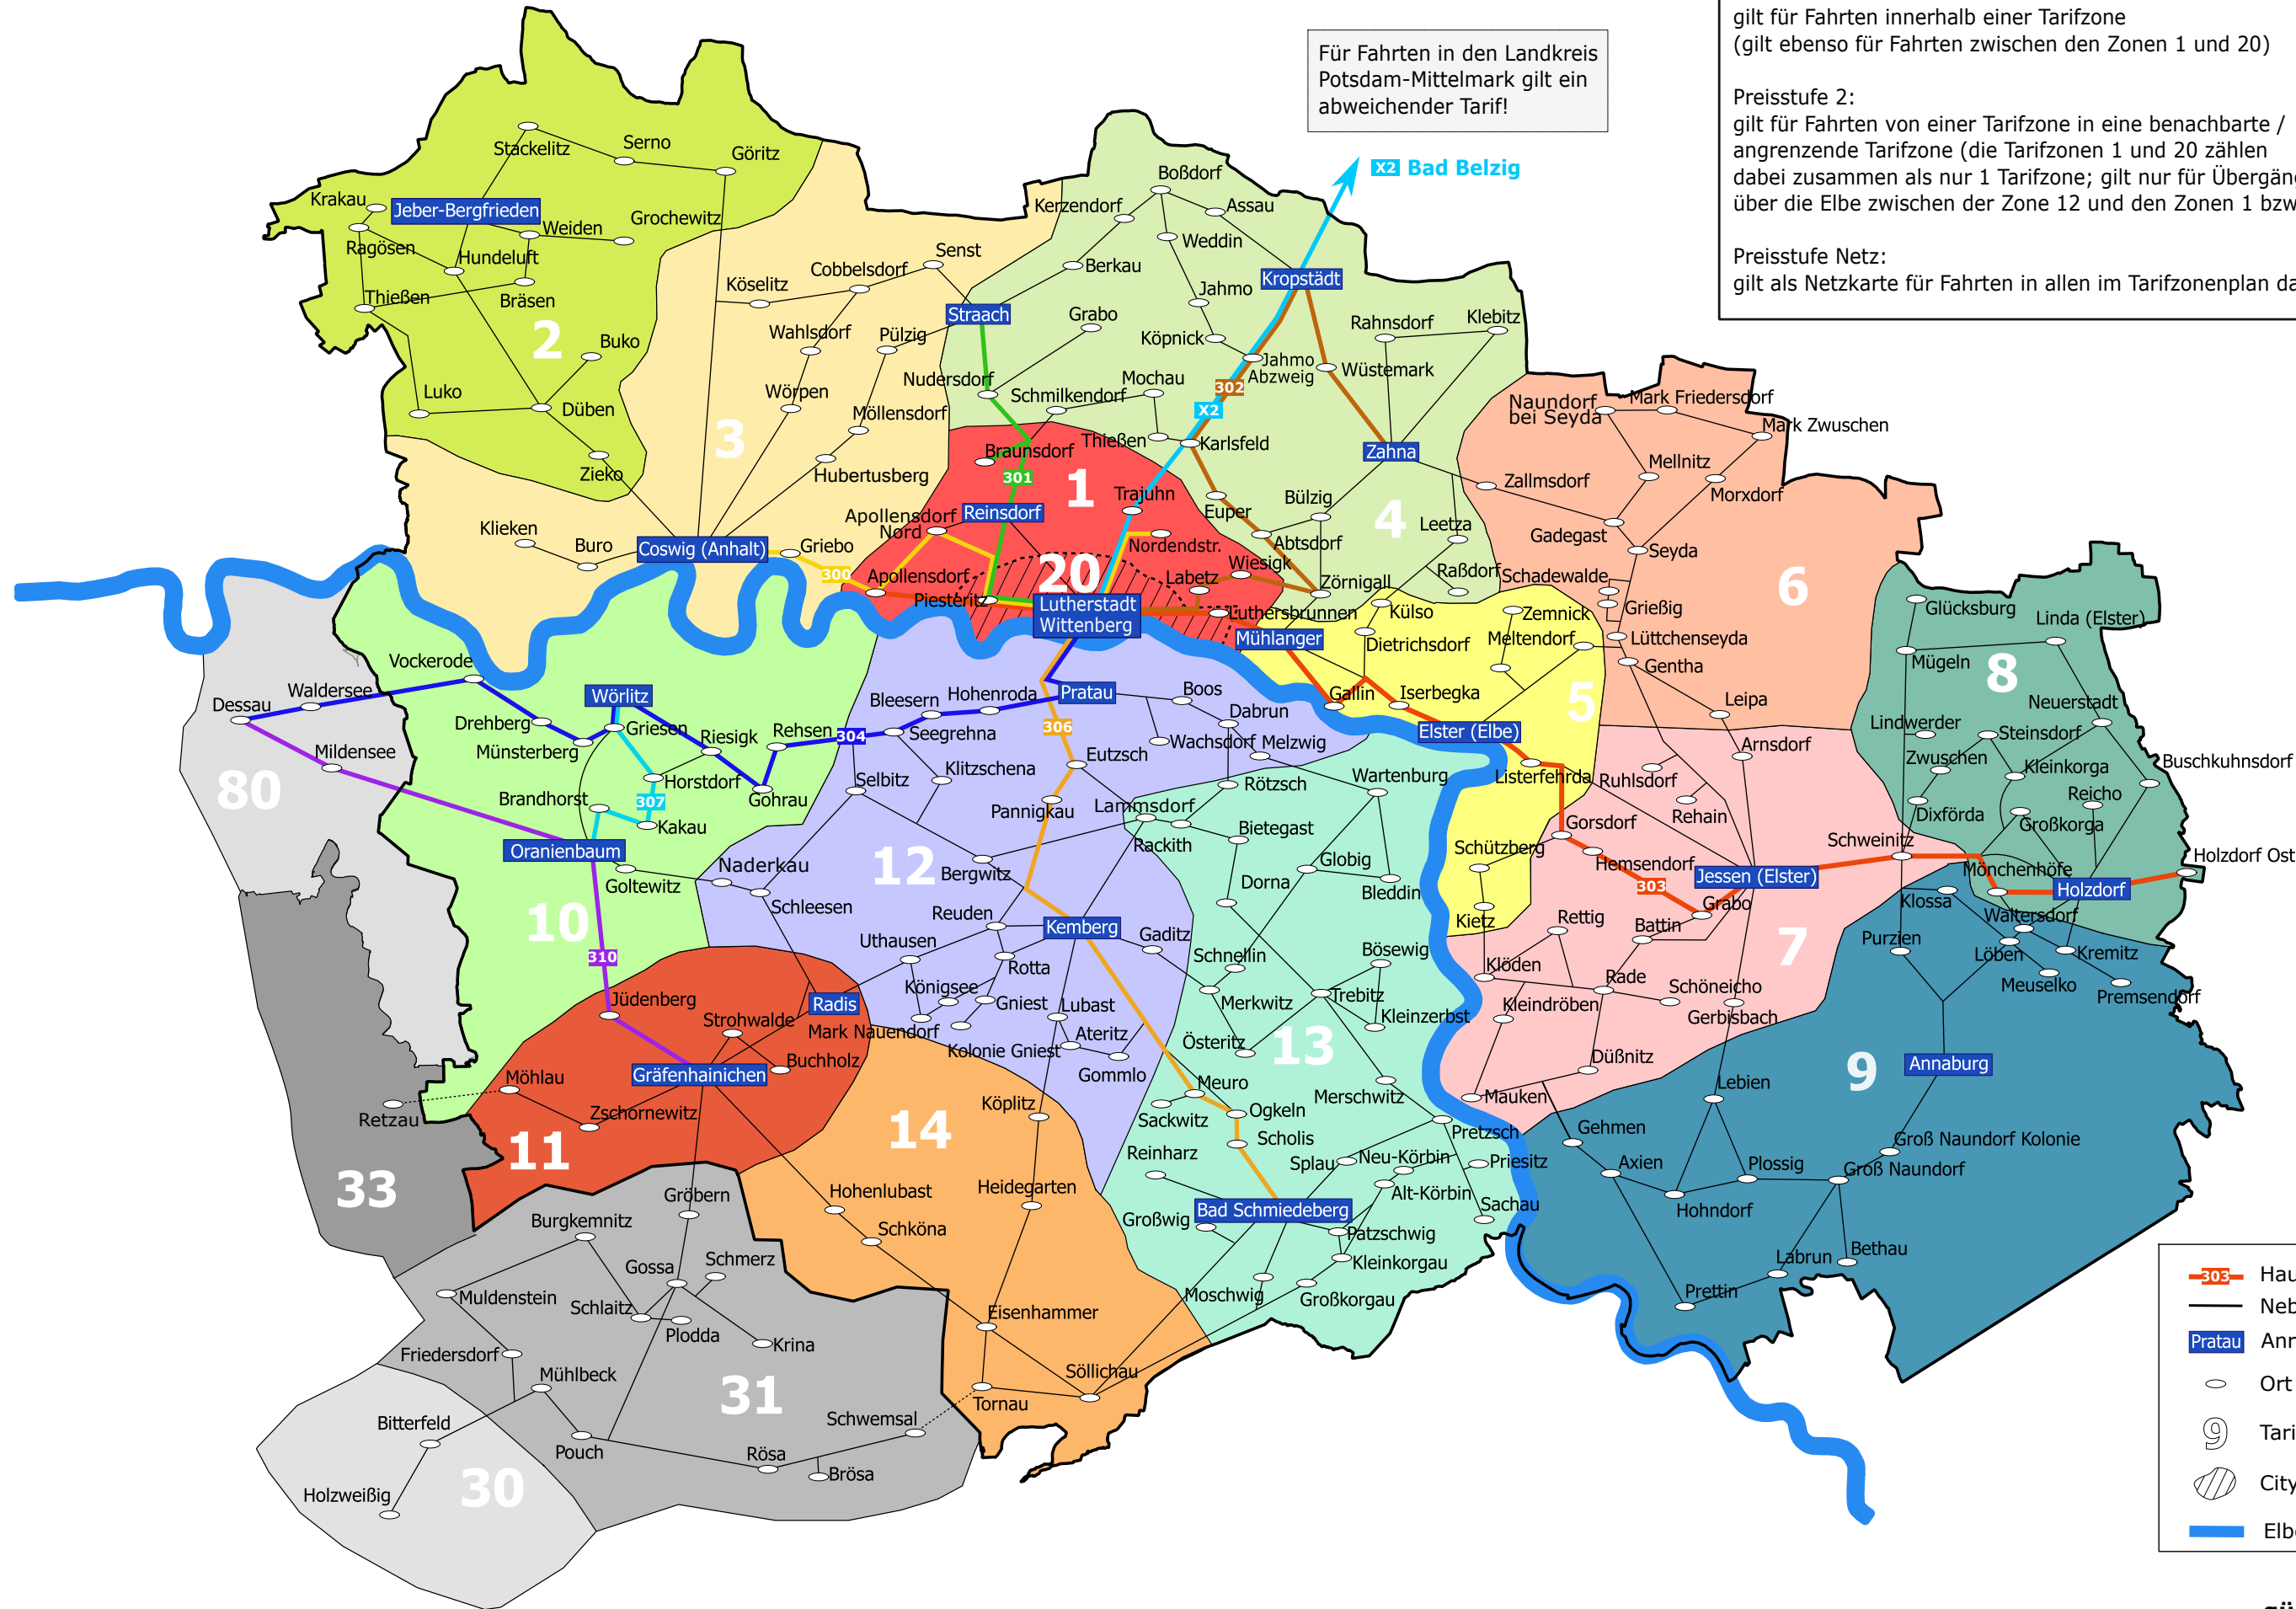 gilt für Fahrten innerhalb einer Tarifzone
(gilt ebenso für Fahrten zwischen den Zonen 1 und 20)
Preisstufe 2:
gilt für Fahrten von einer Tarifzone in eine benachbarte /
angrenzende Tarifzone (die Tarifzonen 1 und 20 zählen
dabei zusammen als nur 1 Tarifzone; gilt nur für
über die Elbe zwischen der Zone 12 und den Zonen 1
Preisstufe Netz:
gilt als Netzkarte für Fahrten in allen im Tarifzonenplan
Für Fahrten in den Landkreis
Potsdam-Mittelmark gilt ein
abweichender Tarif!
X2 Bad Belzig
Stackelitz
Serno
Göritz
Krakau
Jeber-Bergfrieden
Weiden
Grochewitz
Ragösen
Hundeluft
Thießen
Bräsen
2
Buko
Luko
Düben
Zieko
Senst
Cobbelsdorf
Köselitz
Wahlsdorf
Pülzig
Wörpen
Möllensdorf
3
Hubertusberg
Klieken
Buro
Coswig (Anhalt)
Griebo
300
Boßdorf
Kerzendorf
Assau
Weddin
Berkau
Kropstädt
Jahmo
Straach
Grabo
Köpnick
Rahnsdorf
Klebitz
Jahmo
Abzweig
Wüstemark
Nudersdorf
Mochau
302
Schmilkendorf
X2
Thießen
Karlsfeld
Zahna
Braunsdorf
301
1
Trajuhn
Bülzig
4
Euper
Leetza
Apollensdorf
Nord
Reinsdorf
Nordendstr.
Abtsdorf
Wiesigk
Raßdorf
20
Apollensdorf
Labetz
Zörnigall
Piesteritz
Lutherstadt
Wittenberg
Luthersbrunnen
Külso
Mühlanger
Dietrichsdorf
Zemnick
Meltendorf
Gallin
Iserbegka
5
Elster (Elbe)
Listerfehrda
Schützberg
Kietz
Naundorf
bei Seyda
Mark Friedersdorf
Mark Zwuschen
Mellnitz
Zallmsdorf
Morxdorf
Gadegast
Seyda
Schadewalde
6
Grießig
Lüttchenseyda
Gentha
Leipa
Glücksburg
Linda (Elster)
Mügeln
8
Neuerstadt
Lindwerder
Steinsdorf
Zwuschen
Kleinkorga
Buschkuhnsdorf
Reicho
Dixförda
Großkorga
Schweinitz
Holzdorf Ost
Mönchenhöfe
Holzdorf
Arnsdorf
Ruhlsdorf
Rehain
Gorsdorf
Hemsendorf
303
Jessen (Elster)
Grabo
Battin
Rettig
7
Klöden
Rade
Schöneicho
Kleindröben
Gerbisbach
Düßnitz
Mauken
Klossa
Waltersdorf
Purzien
Löben
Kremitz
Meuselko
Premsendorf
9
Annaburg
Lebien
Gehmen
Groß Naundorf Kolonie
Axien
Plossig
Groß Naundorf
Hohndorf
Labrun
Bethau
Prettin
Vockerode
Waldersee
Dessau
Mildensee
80
Wörlitz
Drehberg
Griesen
Münsterberg
Riesigk
Rehsen
Horstdorf
Gohrau
Brandhorst
307
Kakau
Oranienbaum
Goltewitz
10
310
Jüdenberg
304
Bleesern
Hohenroda
Pratau
Boos
Dabrun
Seegrehna
306
Wachsdorf
Melzwig
Eutzsch
Selbitz
Klitzschena
Rötzsch
Wartenburg
Pannigkau
Lammsdorf
Rackith
Bietegast
12
Naderkau
Bergwitz
Schleesen
Reuden
Kemberg
Gaditz
Uthausen
Rotta
Königsee
Gniest
Lubast
Radis
Mark Naundorf
Kolonie Gniest
Ateritz
Gommlo
Globig
Dorna
Bleddin
Schnellin
Bösewig
Merkwitz
Trebitz
Kleinzerbst
Österitz
13
Meuro
Merschwitz
Sackwitz
Ogkeln
Pretzsch
Scholis
Reinharz
Splau
Neu-Körbin
Priesitz
Alt-Körbin
Sachau
Bad Schmiedeberg
Großwig
Patzschwig
Kleinkorgau
Moschwig
Großkorgau
Strohwalde
Buchholz
Gräfenhainichen
Möhlau
Zschornewitz
11
Retzau
33
Köplitz
14
Hohenlubast
Heidegarten
Schköna
Eisenhammer
Söllichau
Tornau
Gröbern
Burgkemnitz
Gossa
Schmerz
Muldenstein
Schlaitz
Plodda
Krina
Friedersdorf
Mühlbeck
31
Bitterfeld
Pouch
Schwemsal
Rösa
Brösa
30
Holzweißig
303
Pratau
Ort
9